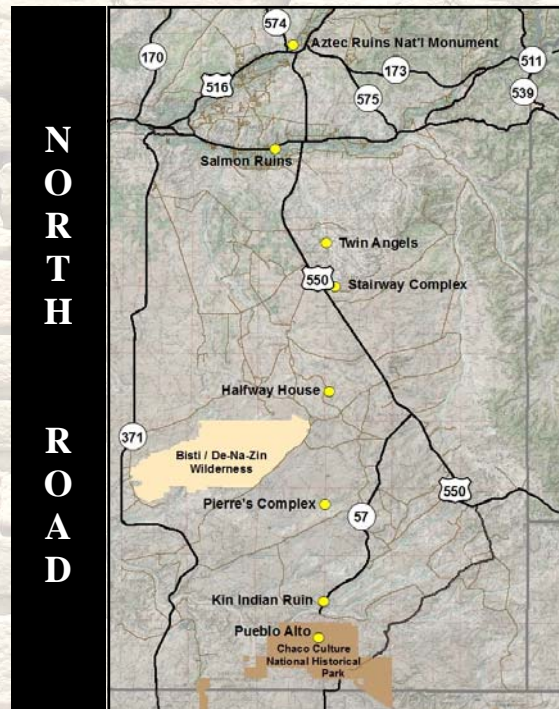 NORTH
ROAD
574
Aztec Ruins Nat'l Monument
170
511
173
516
575
539
Salmon Ruins
Twin Angels
550
Stairway Complex
Halfway House
371
Bisti / De-Na-Zin
Wilderness
550
Pierre's Complex
57
Kin Indian Ruin
Pueblo Alto
Chaco Culture
National Historical
Park